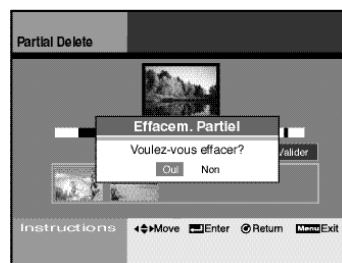 Partial Delete
Effacem. Partiel
Voulez-vous effacer?
Valider
Oui Non
Instructions Move Enter Return Menu Exit